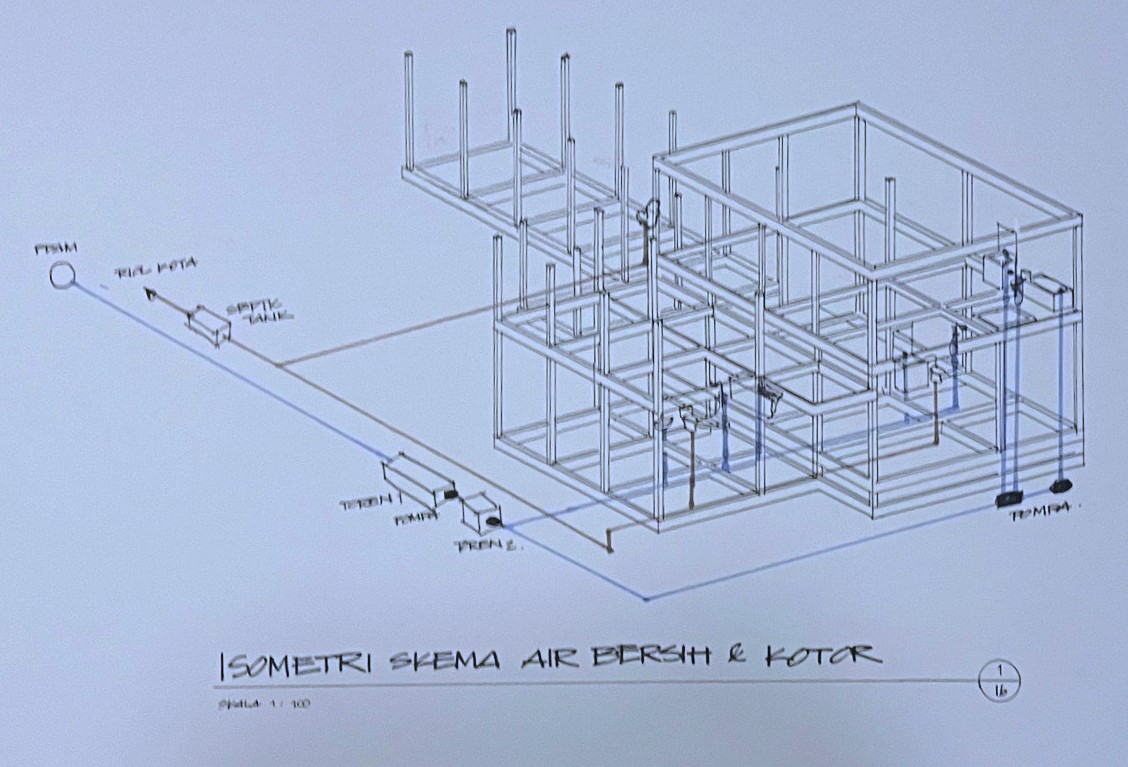 PDAM
RIOL KOTA
SEPTIK
TANK
TOREN 1
POMPA
TOREN 2.
POMPA.
ISOMETRI SKEMA AIR BERSIH & KOTOR
1
16
SKALA 1 : 100